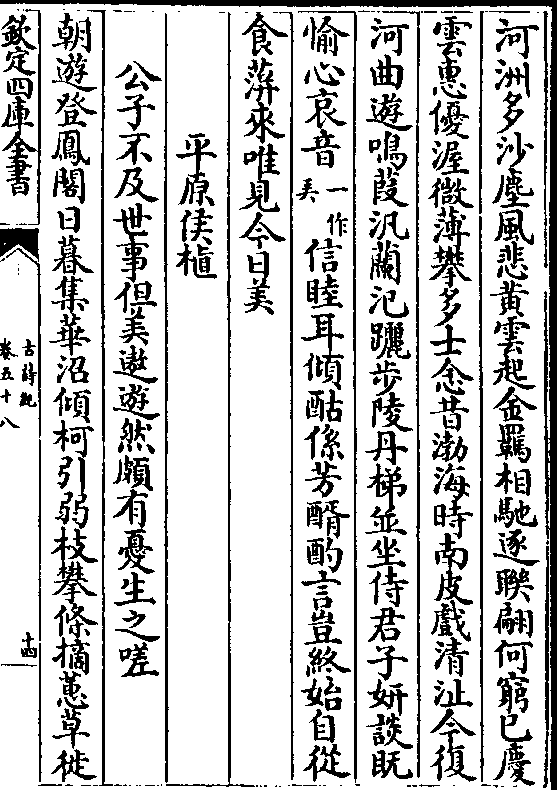 河洲多沙塵風悲黄雲起金羈相馳逐聯翩何窮已慶
雲惠優渥微薄攀多士念昔渤海時南皮戲清沚今復
河曲遊鳴葭汎蘭汜躧步陵丹梯並坐侍君子妍談既
愉心哀音一作美信睦耳傾酤係芳醑酌言豈終始自從
食蓱來唯見今日美
平原侯植
公子不及世事但美遨遊然頗有憂生之嗟
朝遊登鳳閣日暮集華沼傾柯引弱枝攀條摘蕙草徙
欽定四庫全書
古詩紀
卷五十八
十四